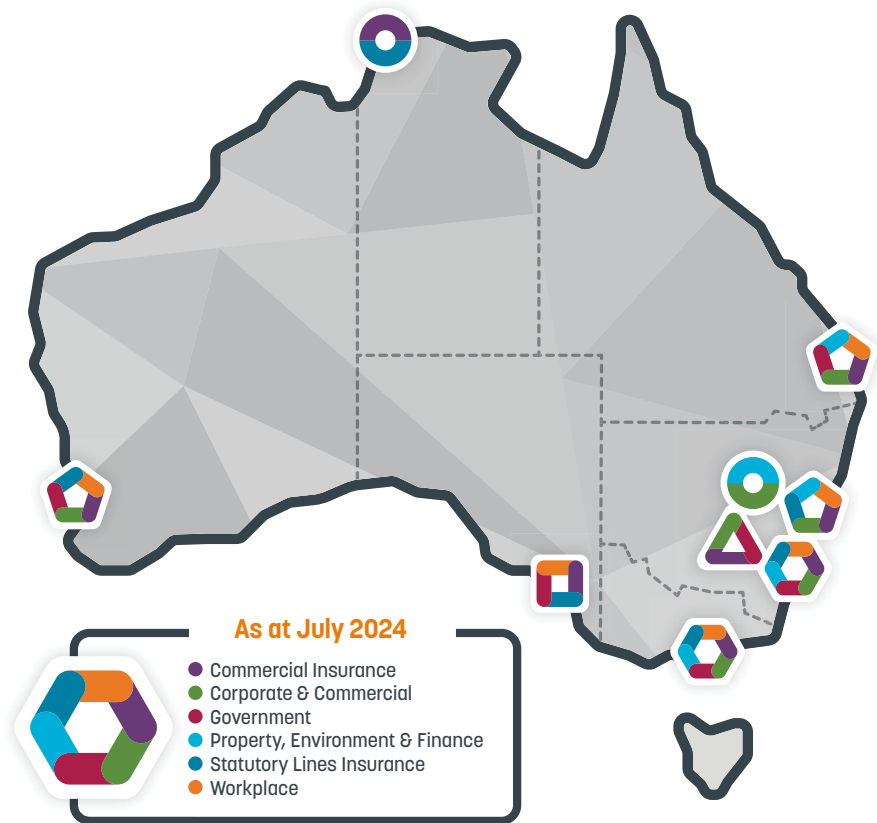 As at July 2024
Commercial Insurance
Corporate & Commercial
Government
Property, Environment & Finance
Statutory Lines Insurance
Workplace